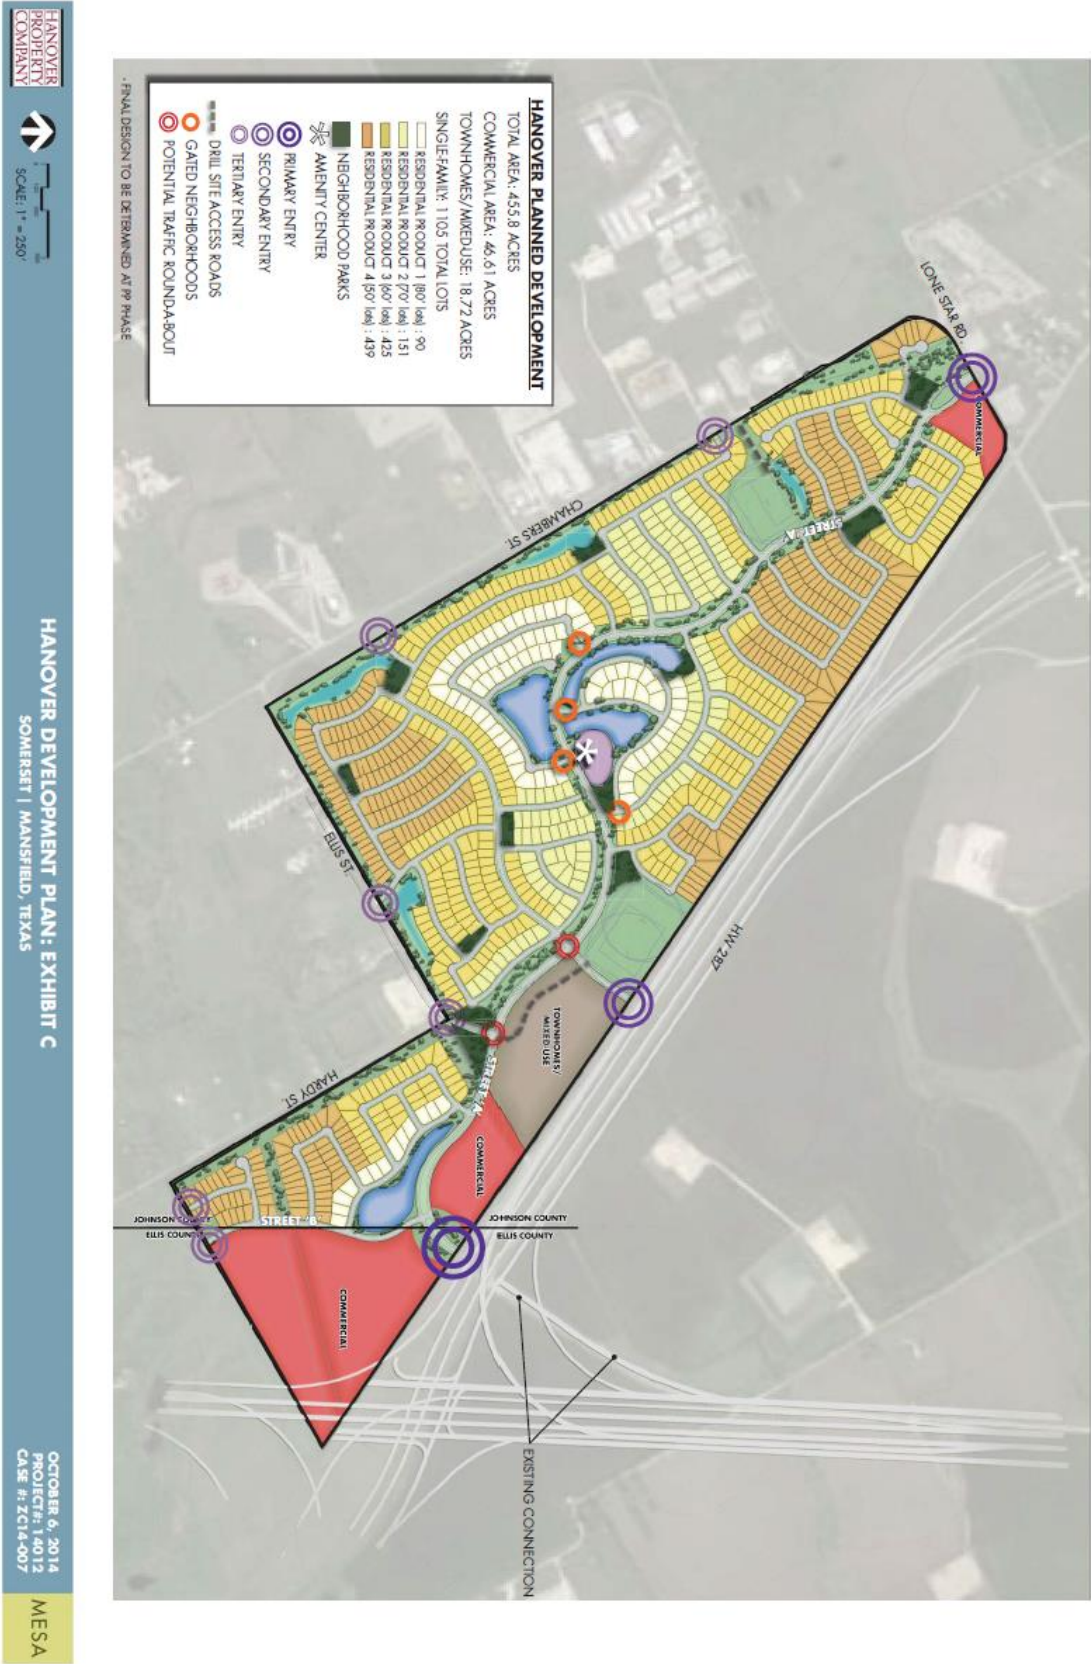 HANOVER PLANNED DEVELOPMENT
TOTAL AREA: 455.8 ACRES
COMMERCIAL AREA: 46.61 ACRES
TOWNHOMES/MIXED-USE: 18.72 ACRES
SINGLE-FAMILY: 1105 TOTAL LOTS
RESIDENTIAL PRODUCT 1 (80' lots) : 90
RESIDENTIAL PRODUCT 2 (70' lots) : 151
RESIDENTIAL PRODUCT 3 (60' lots) : 425
RESIDENTIAL PRODUCT 4 (50' lots) : 439
NEIGHBORHOOD PARKS
AMENITY CENTER
PRIMARY ENTRY
SECONDARY ENTRY
TERTIARY ENTRY
DRILL SITE ACCESS ROADS
GATED NEIGHBORHOODS
POTENTIAL TRAFFIC ROUND-A-BOUT
- FINAL DESIGN TO BE DETERMINED AT PP PHASE
LONE STAR RD.
COMMERCIAL
STREET 'A'
CHAMBERS ST.
ELLIS ST.
HW 287
TOWNHOMES/
MIXED-USE
STREET 'A'
HARDY ST.
COMMERCIAL
STREET 'B'
JOHNSON COUNTY
ELLIS COUNTY
JOHNSON COUNTY
ELLIS COUNTY
COMMERCIAL
EXISTING CONNECTION
HANOVER
PROPERTY
COMPANY
SCALE: 1" = 250'
HANOVER DEVELOPMENT PLAN: EXHIBIT C
SOMERSET | MANSFIELD, TEXAS
OCTOBER 6, 2014
PROJECT#: 14012
CASE #: ZC14-007
MESA